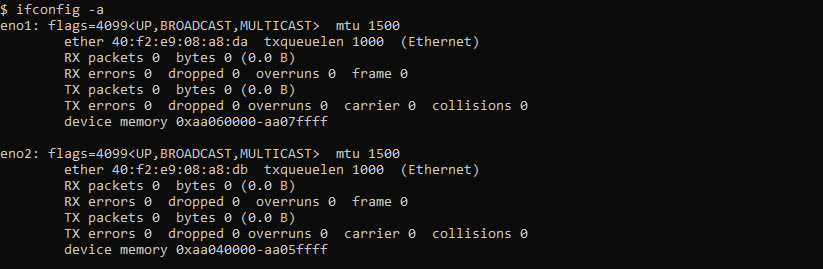 $ ifconfig -a
eno1: flags=4099<UP,BROADCAST,MULTICAST>  mtu 1500
        ether 40:f2:e9:08:a8:da  txqueuelen 1000  (Ethernet)
        RX packets 0  bytes 0 (0.0 B)
        RX errors 0  dropped 0  overruns 0  frame 0
        TX packets 0  bytes 0 (0.0 B)
        TX errors 0  dropped 0 overruns 0  carrier 0  collisions 0
        device memory 0xaa060000-aa07ffff

eno2: flags=4099<UP,BROADCAST,MULTICAST>  mtu 1500
        ether 40:f2:e9:08:a8:db  txqueuelen 1000  (Ethernet)
        RX packets 0  bytes 0 (0.0 B)
        RX errors 0  dropped 0  overruns 0  frame 0
        TX packets 0  bytes 0 (0.0 B)
        TX errors 0  dropped 0 overruns 0  carrier 0  collisions 0
        device memory 0xaa040000-aa05ffff